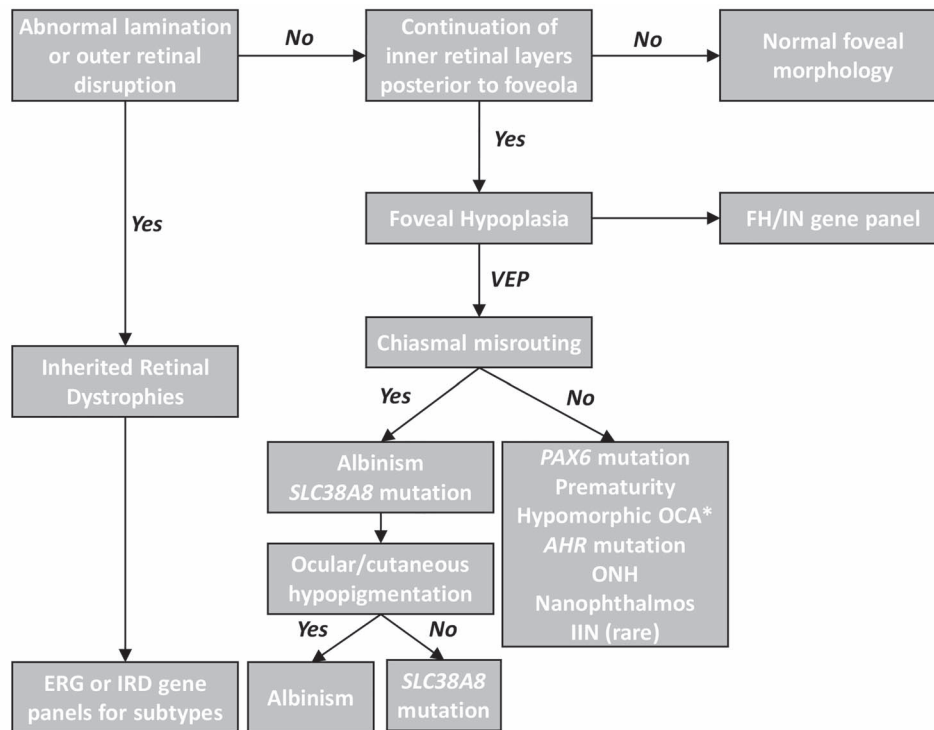 Abnormal lamination
or outer retinal
disruption
No
Continuation of
inner retinal layers
posterior to foveola
No
Normal foveal
morphology
Yes
Yes
Foveal Hypoplasia
FH/IN gene panel
VEP
Chiasmal misrouting
Inherited Retinal
Dystrophies
Yes
No
Albinism
SLC38A8 mutation
PAX6 mutation
Prematurity
Hypomorphic OCA*
AHR mutation
ONH
Nanophthalmos
IIN (rare)
Ocular/cutaneous
hypopigmentation
Yes
No
ERG or IRD gene
panels for subtypes
Albinism
SLC38A8
mutation